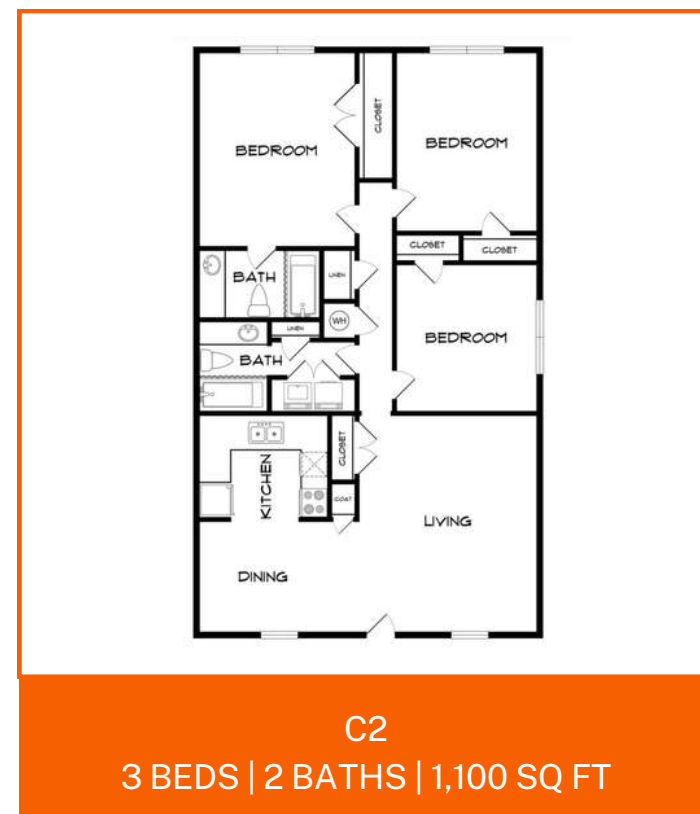 CLOSET
BEDROOM
BEDROOM
CLOSET
CLOSET
BATH
LINEN
WH
LINEN
BATH
BEDROOM
CLOSET
KITCHEN
COAT
LIVING
DINING
C2
3 BEDS | 2 BATHS | 1,100 SQ FT